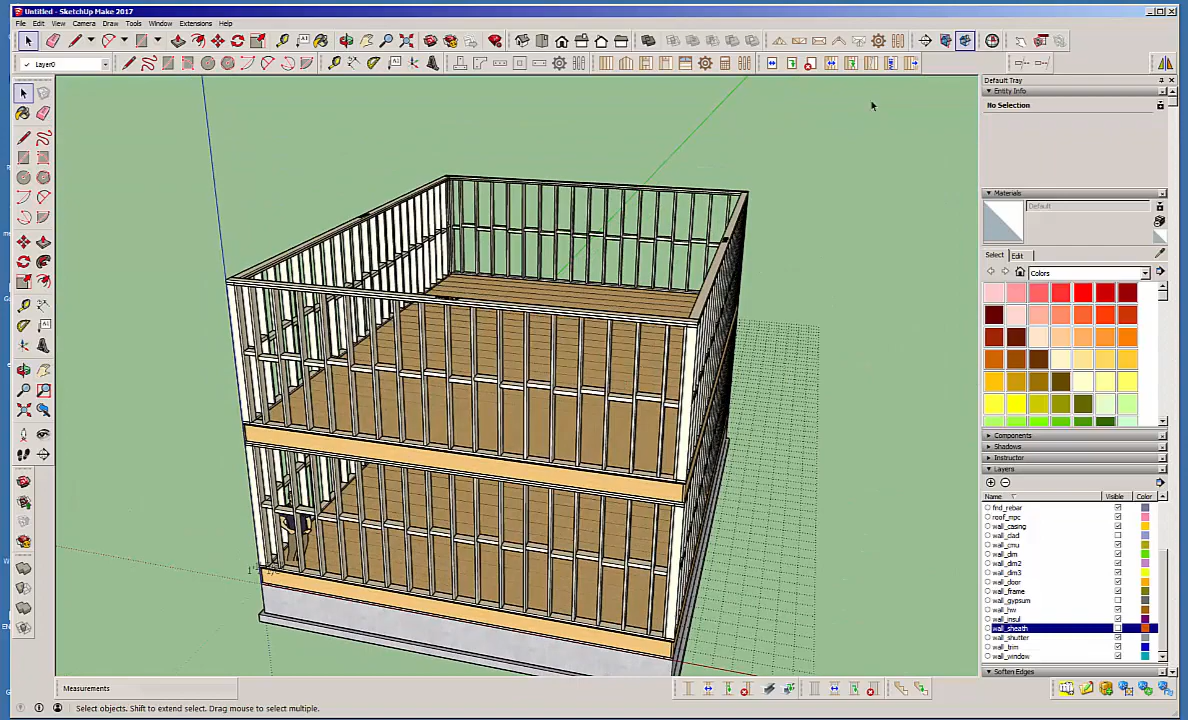 Untitled - SketchUp Make 2017
File Edit View Camera Draw Tools Window Extensions Help
Layer0
Default Tray
Entity Info
No Selection
Materials
Default
Select Edit
Colors
Components
Shadows
Instructor
Layers
Name Visible Color
fnd_rebar
roof_mpc
wall_casing
wall_clad
wall_cmu
wall_dim
wall_dim2
wall_dim3
wall_door
wall_frame
wall_gypsum
wall_hw
wall_insul
wall_sheath
wall_shutter
wall_trim
wall_window
Soften Edges
Measurements
Select objects. Shift to extend select. Drag mouse to select multiple.